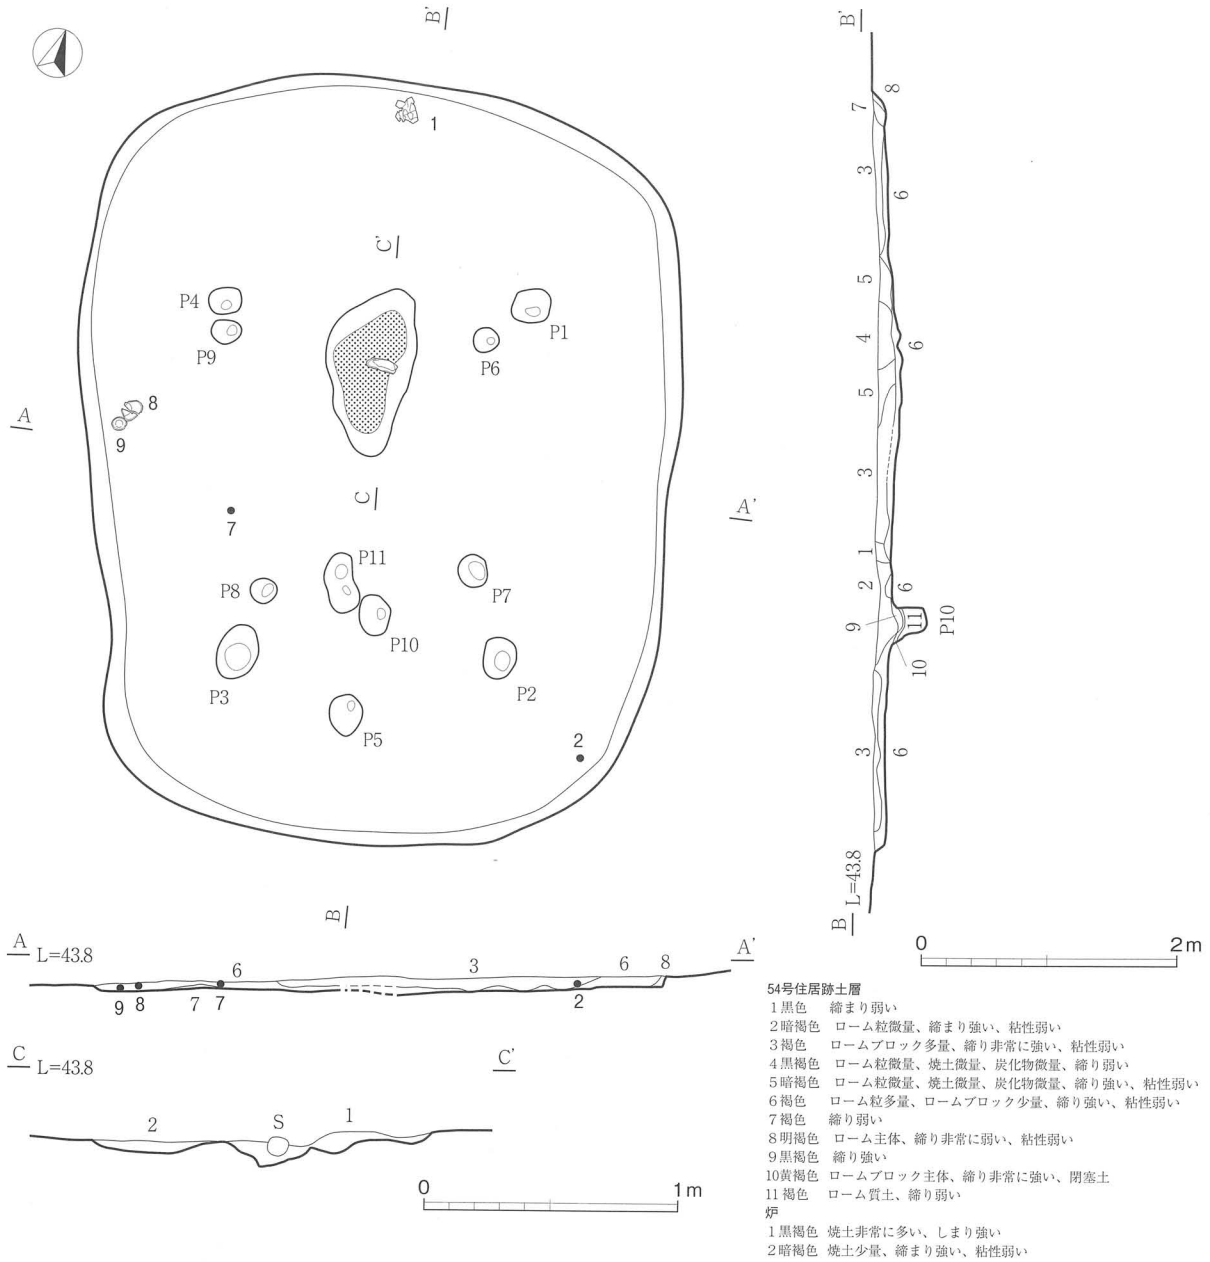 B'
B'
1
8
7
3
6
C'
P4
P1
P9
P6
5
4
6
5
8
9
A
3
C
A'
7
P11
P8
P7
P10
P3
P2
P5
2
1
2
6
9
11
P10
10
3
6
L=43.8
B
B
A L=43.8
6
3
6
8
A'
9
8
7
7
2
0
2m
C L=43.8
C'
2
S
1
0
1m
54号住居跡土層
1黒色 締まり弱い
2暗褐色 ローム粒微量、締まり強い、粘性弱い
3褐色 ロームブロック多量、締り非常に強い、粘性弱い
4黒褐色 ローム粒微量、焼土微量、炭化物微量、締り弱い
5暗褐色 ローム粒微量、焼土微量、炭化物微量、締り強い、粘性弱い
6褐色 ローム粒多量、ロームブロック少量、締り強い、粘性弱い
7褐色 締り弱い
8明褐色 ローム主体、締り非常に弱い、粘性弱い
9黒褐色 締り強い
10黄褐色 ロームブロック主体、締り非常に強い、閉塞土
11褐色 ローム質土、締り弱い
炉
1黒褐色 焼土非常に多い、しまり強い
2暗褐色 焼土少量、締まり強い、粘性弱い